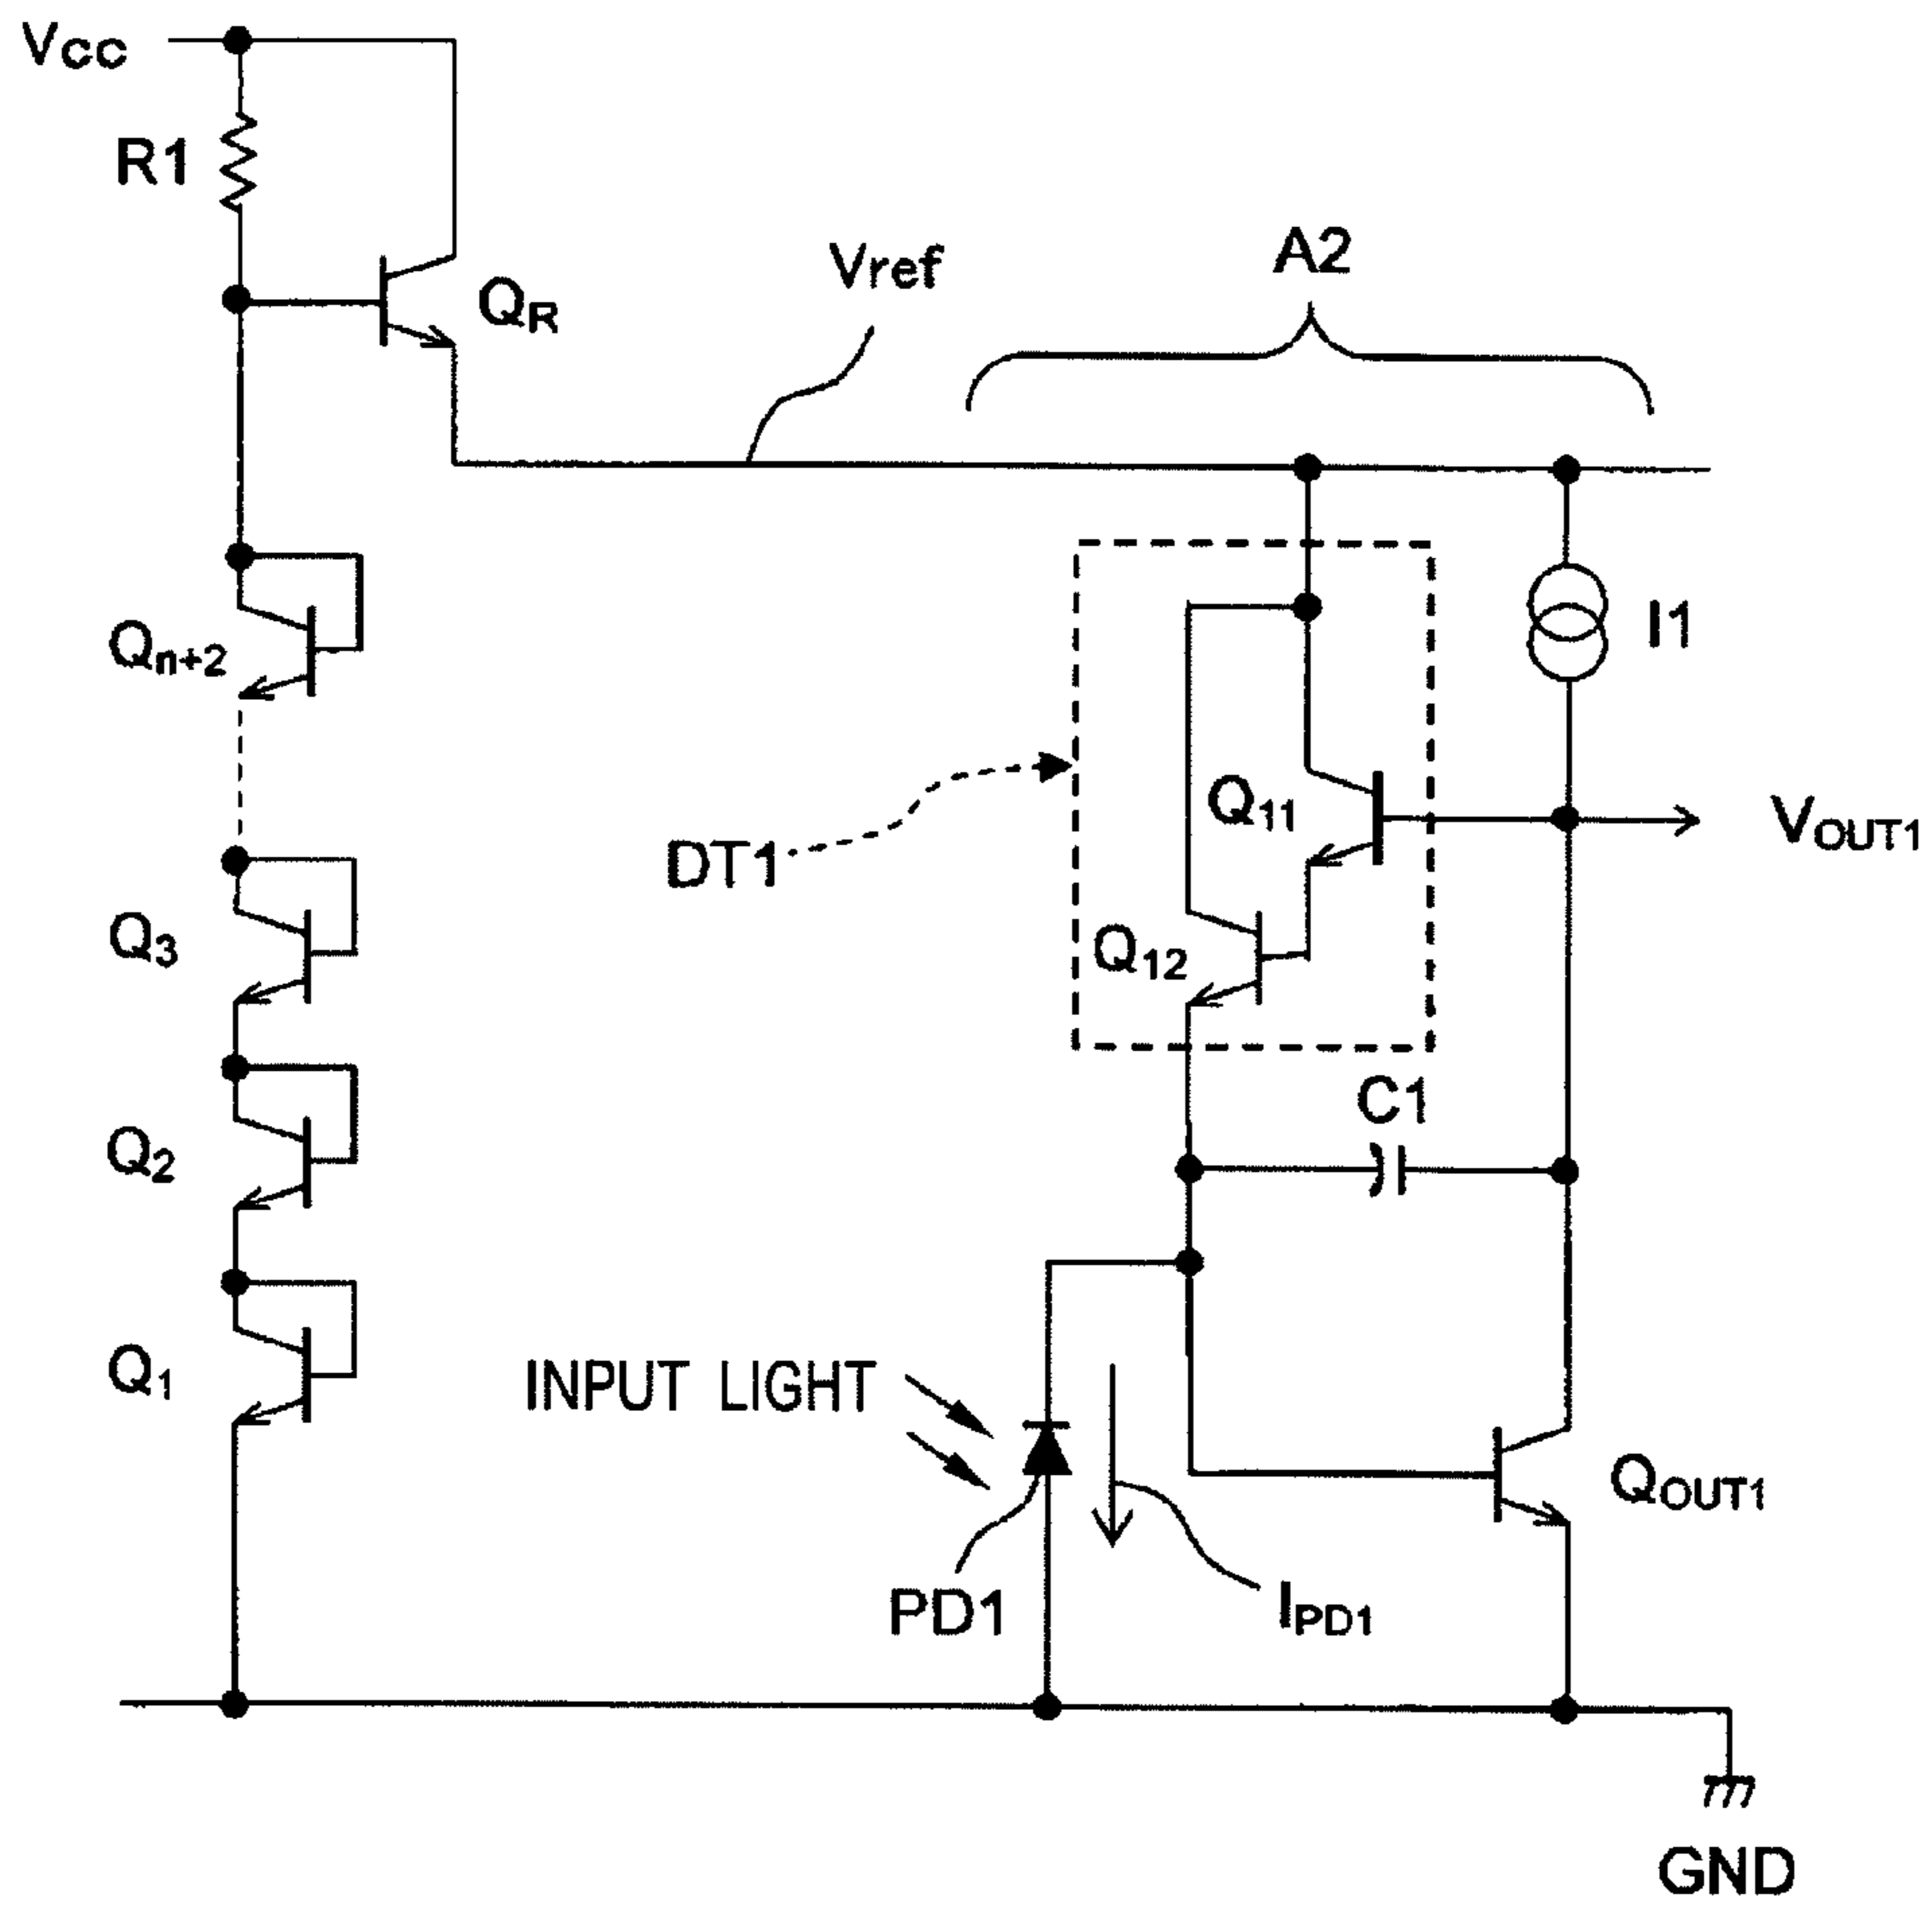 VCC
R1
QR
Vref
A2
Qn+2
I1
Q11
VOUT1
DT1
Q3
Q12
C1
Q2
Q1
INPUT LIGHT
QOUT1
PD1
IPD1
GND